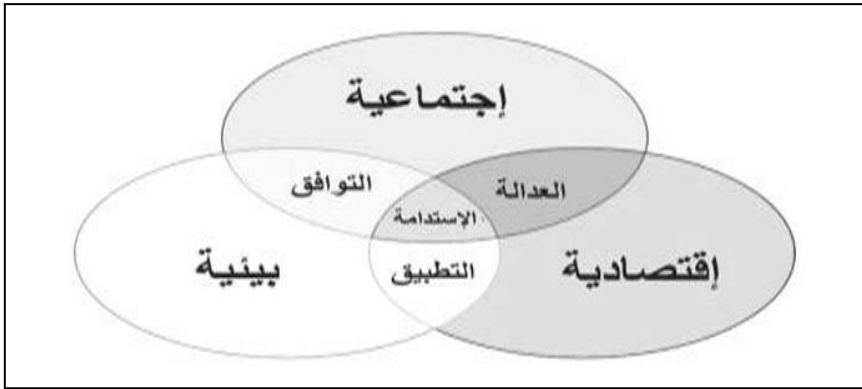 إجتماعية
العدالة
التوافق
الإستدامة
إقتصادية
التطبيق
بيئية